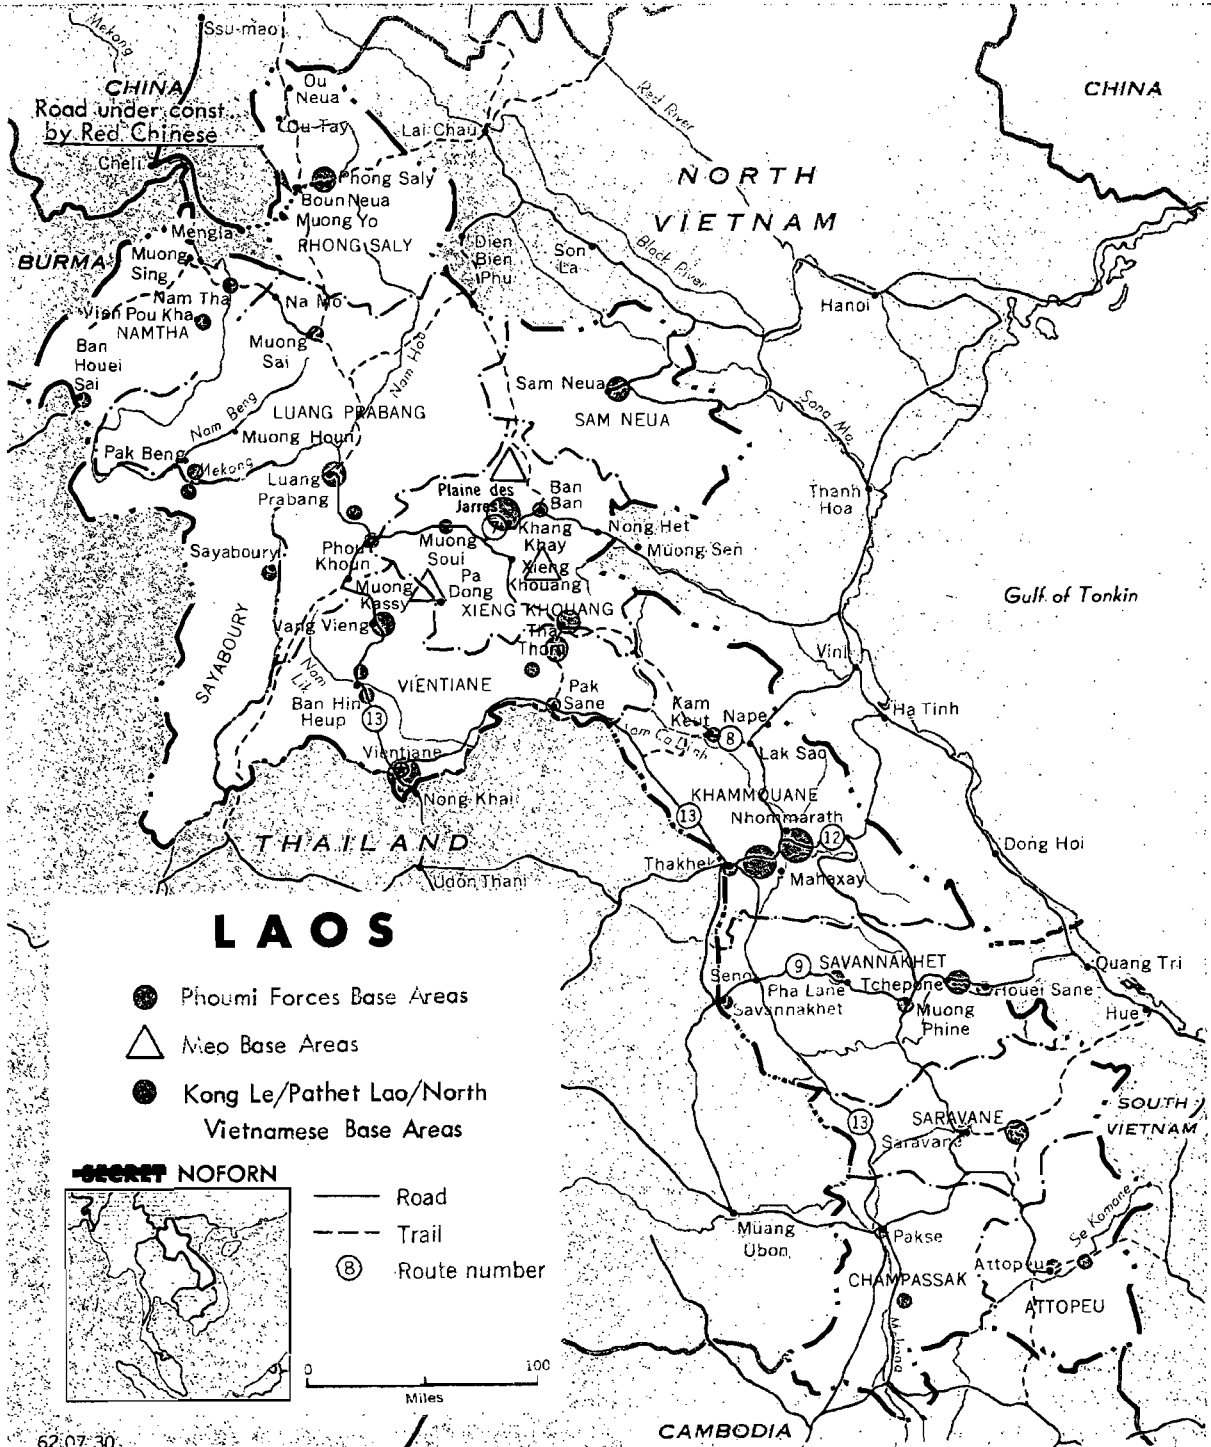 Mekong
Ssu-mao
CHINA
Road under const.
by Red Chinese
Cheli
Ou
Neua
Ou Tay
Lai Chau
Red River
CHINA
NORTH
VIETNAM
Phong Saly
Boun Neua
Muong Yo
PHONG SALY
Mengla
BURMA
Muong
Sing
Nam Tha
Vien Pou Kha
NAMTHA
Na Mo
Dien
Bien
Phu
Son
La
Black River
Hanoi
Ban
Houei
Sai
Muong
Sai
Nam Hou
Sam Neua
SAM NEUA
Song Ma
Nam Beng
LUANG PRABANG
Muong Houn
Pak Beng
Mekong
Luang
Prabang
Plaine des
Jarres
Ban
Ban
7
Khang
Khay
Nong Het
Muong Sen
Thanh
Hoa
Sayaboury
Phou
Khoun
Muong
Soui
Xieng
Khouang
Muong
Kassy
Pa
Dong
XIENG KHOUANG
Gulf of Tonkin
SAYABOURY
Vang Vieng
Tha
Thom
Vinh
Nam
Lik
VIENTIANE
Ban Hin
Heup
13
Pak
Sane
Kam
Keut
Nape
8
Ha Tinh
Lak Sao
Vientiane
Nong Khai
KHAMMOUANE
13
Nhommarath
12
THAILAND
Thakhek
Mahaxay
Dong Hoi
Udon Thani
LAOS
9
SAVANNAKHET
Seno
Pha Lane
Tchepone
Houei Sane
Quang Tri
Savannakhet
Muong
Phine
Hue
Phoumi Forces Base Areas
Meo Base Areas
Kong Le/Pathet Lao/North
Vietnamese Base Areas
13
SARAVANE
Saravane
SOUTH
VIETNAM
SECRET NOFORN
Road
Trail
8 Route number
Muang
Ubon
Pakse
Se Komane
Attopeu
CHAMPASSAK
ATTOPEU
Mekong
0 100
Miles
CAMBODIA
62.07.30